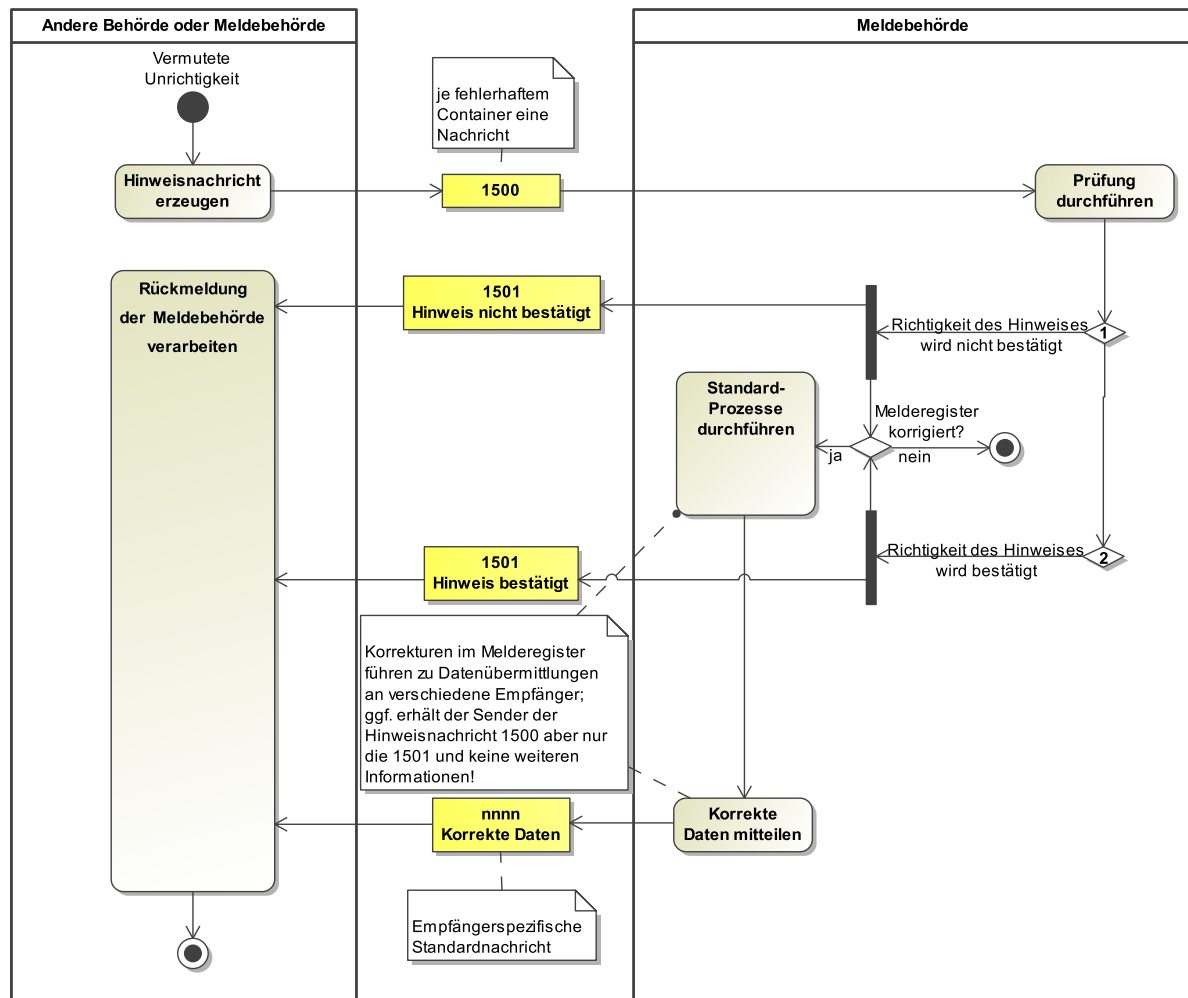 Andere Behörde oder Meldebehörde
Meldebehörde
Vermutete
Unrichtigkeit
je fehlerhaftem
Container eine
Nachricht
Hinweisnachricht
erzeugen
1500
Prüfung
durchführen
Rückmeldung
der Meldebehörde
verarbeiten
1501
Hinweis nicht bestätigt
Richtigkeit des Hinweises
wird nicht bestätigt
1
Standard-
Prozesse
durchführen
Melderegister
korrigiert?
ja
nein
1501
Hinweis bestätigt
Richtigkeit des Hinweises
wird bestätigt
2
Korrekturen im Melderegister
führen zu Datenübermittlungen
an verschiedene Empfänger;
ggf. erhält der Sender der
Hinweisnachricht 1500 aber nur
die 1501 und keine weiteren
Informationen!
nnnn
Korrekte Daten
Korrekte
Daten mitteilen
Empfängerspezifische
Standardnachricht